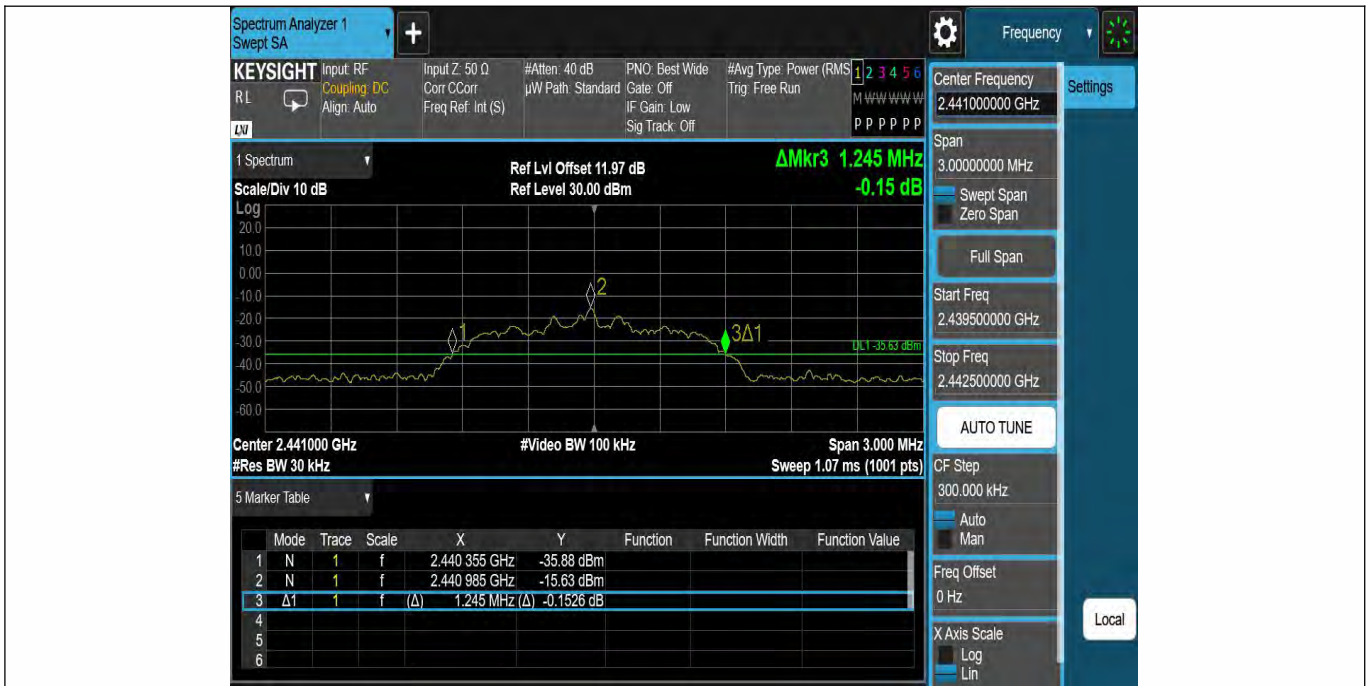 Spectrum Analyzer 1
Swept SA
+
Frequency
KEYSIGHT
RL
LXI
Input: RF
Coupling: DC
Align: Auto
Input Z: 50 Ω
Corr CCorr
Freq Ref: Int (S)
#Atten: 40 dB
µW Path: Standard
PNO: Best Wide
Gate: Off
IF Gain: Low
Sig Track: Off
#Avg Type: Power (RMS
Trig: Free Run
1 2 3 4 5 6
M W W W W W
P P P P P P
Center Frequency
2.441000000 GHz
Settings
Span
3.00000000 MHz
Swept Span
Zero Span
Full Span
Start Freq
2.439500000 GHz
Stop Freq
2.442500000 GHz
AUTO TUNE
CF Step
300.000 kHz
Auto
Man
Freq Offset
0 Hz
X Axis Scale
Log
Lin
Local
1 Spectrum
Scale/Div 10 dB
Ref Lvl Offset 11.97 dB
Ref Level 30.00 dBm
ΔMkr3 1.245 MHz
-0.15 dB
Log
20.0
10.0
0.00
-10.0
-20.0
-30.0
-40.0
-50.0
-60.0
1
2
3Δ1
DL1 -35.63 dBm
Center 2.441000 GHz
#Video BW 100 kHz
Span 3.000 MHz
#Res BW 30 kHz
Sweep 1.07 ms (1001 pts)
5 Marker Table
Mode Trace Scale X Y Function Function Width Function Value
1 N 1 f 2.440 355 GHz -35.88 dBm
2 N 1 f 2.440 985 GHz -15.63 dBm
3 Δ1 1 f (Δ) 1.245 MHz (Δ) -0.1526 dB
4
5
6